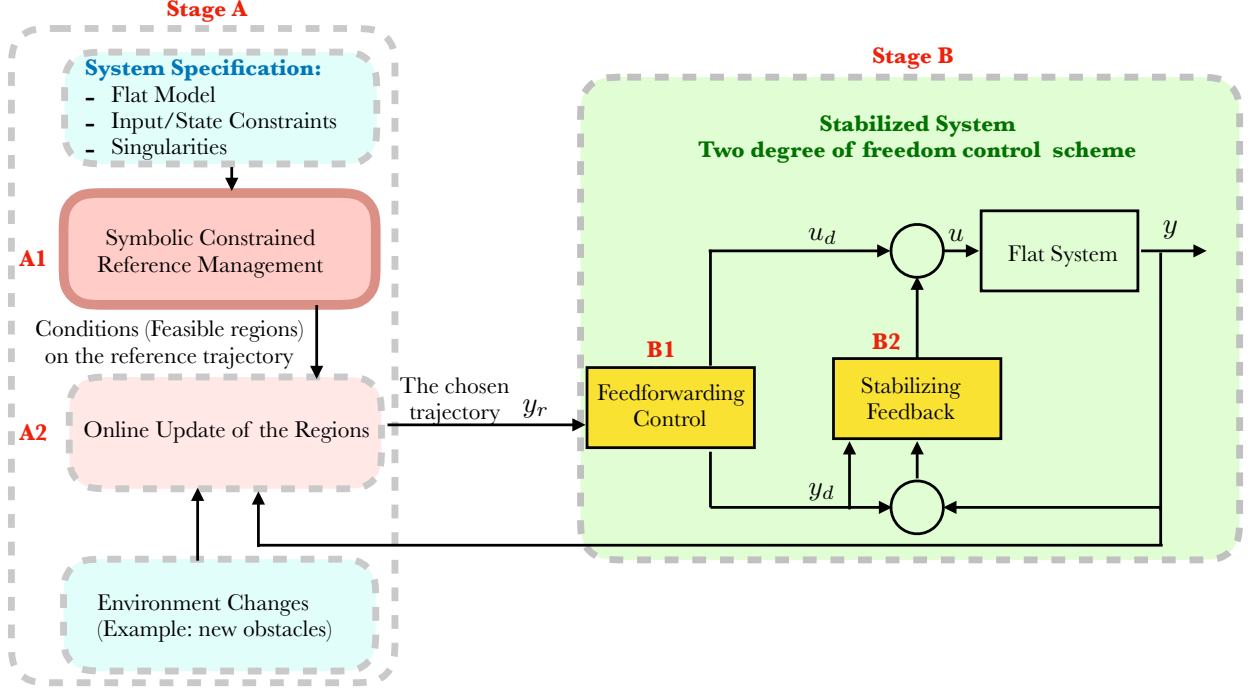 Stage A
System Specification:
- Flat Model
- Input/State Constraints
- Singularities
A1
Symbolic Constrained
Reference Management
Conditions (Feasible regions)
on the reference trajectory
A2
Online Update of the Regions
Environment Changes
(Example: new obstacles)
The chosen
trajectory y_r
Stage B
Stabilized System
Two degree of freedom control scheme
u_d
u
Flat System
y
B1
Feedforwarding
Control
B2
Stabilizing
Feedback
y_d